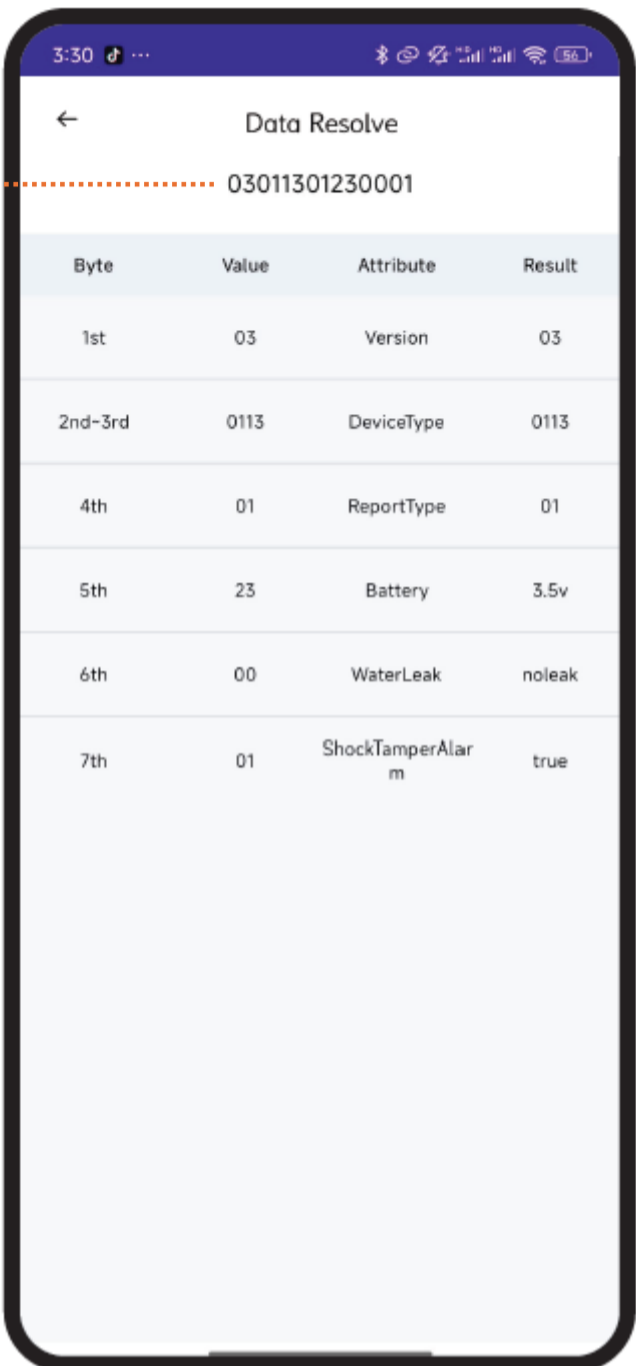 3:30 ...
56
Data Resolve
03011301230001
Byte Value Attribute Result
1st 03 Version 03
2nd-3rd 0113 DeviceType 0113
4th 01 ReportType 01
5th 23 Battery 3.5v
6th 00 WaterLeak noleak
7th 01 ShockTamperAlar
m true